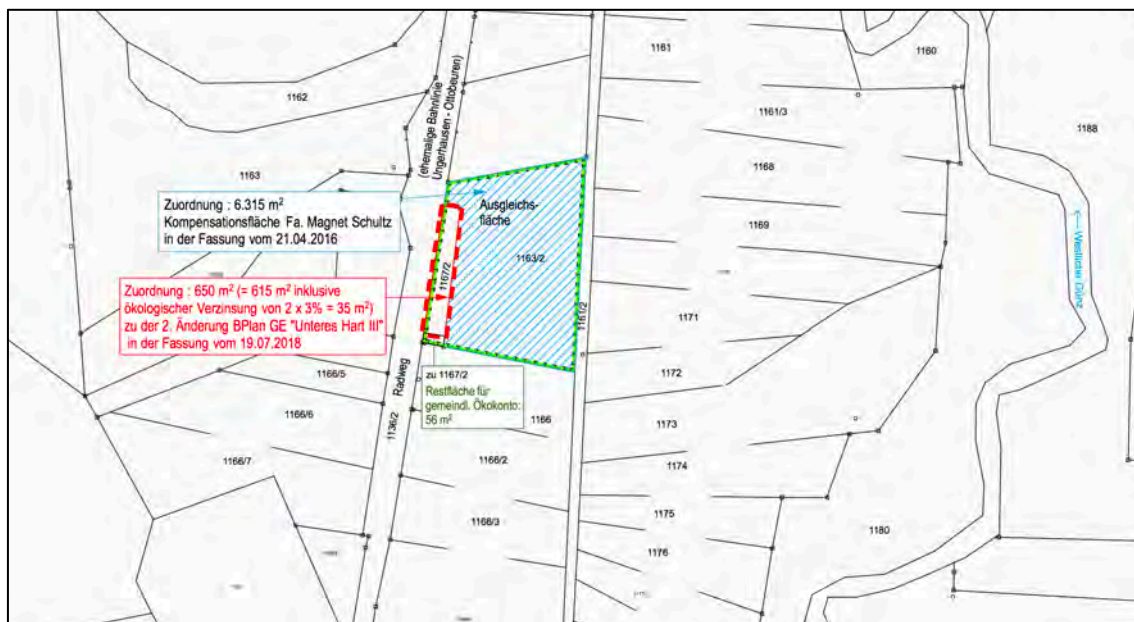 1161
1160
1162
1161/3
1188
(ehemalige Bahnlinie
Ungerhausen - Ottobeuren)
1163
1168
Zuordnung : 6.315 m²
Kompensationsfläche Fa. Magnet Schultz
in der Fassung vom 21.04.2016
Ausgleichs-
fläche
1169
Westlicher Günz
1163/2
1167/2
Zuordnung : 650 m² (= 615 m² inklusive
ökologischer Verzinsung von 2 x 3% = 35 m²)
zu der 2. Änderung BPlan GE "Unteres Hart III"
in der Fassung vom 19.07.2018
1161/2
1171
1172
zu 1167/2
Restfläche für
gemeindl. Ökokonto:
56 m²
1166/5
Radweg
1136/2
1166/6
1166
1173
1166/7
1166/2
1174
1166/3
1175
1180
1176